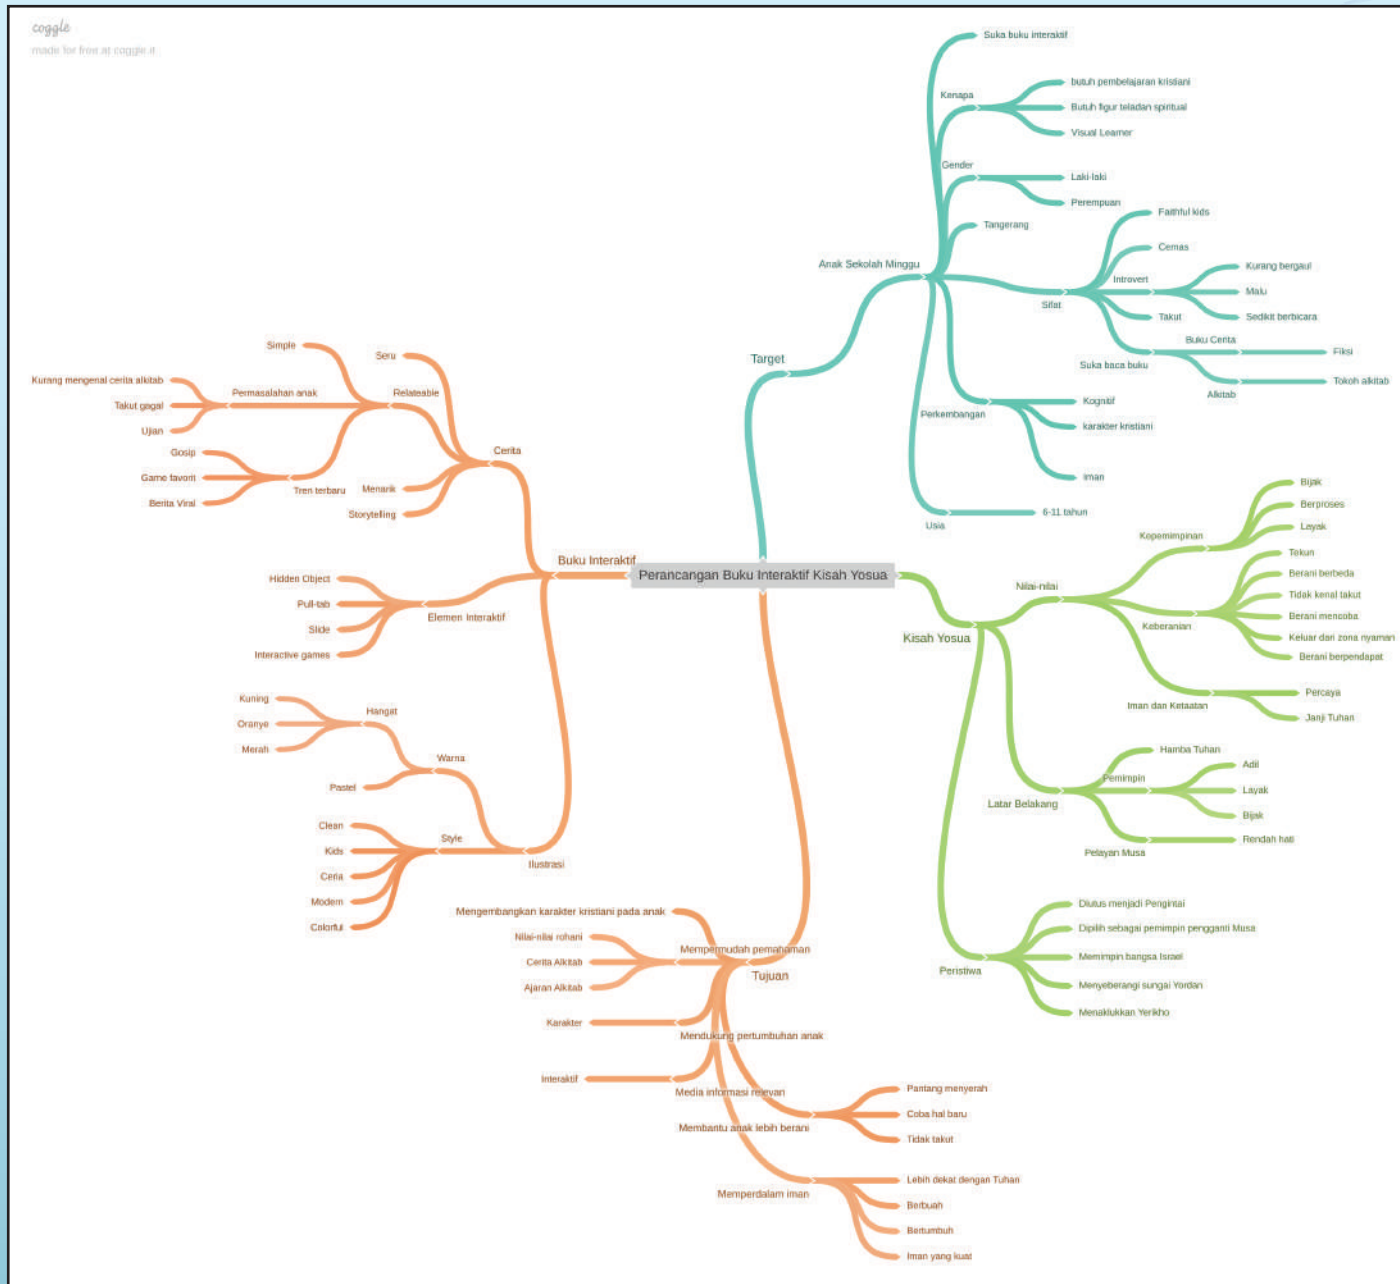 coggle
made for free at coggle.it
Perancangan Buku Interaktif Kisah Yosua
Target
Anak Sekolah Minggu
Suka buku interaktif
Kenapa
butuh pembelajaran kristiani
Butuh figur teladan spiritual
Visual Learner
Gender
Laki-laki
Perempuan
Tangerang
Sifat
Faithful kids
Cemas
Introvert
Kurang bergaul
Malu
Sedikit berbicara
Takut
Suka baca buku
Buku Cerita
Fiksi
Alkitab
Tokoh alkitab
Perkembangan
Kognitif
karakter kristiani
Iman
Usia
6-11 tahun
Kisah Yosua
Nilai-nilai
Kepemimpinan
Bijak
Berproses
Layak
Keberanian
Tekun
Berani berbeda
Tidak kenal takut
Berani mencoba
Keluar dari zona nyaman
Berani berpendapat
Iman dan Ketaatan
Percaya
Janji Tuhan
Latar Belakang
Hamba Tuhan
Pemimpin
Adil
Layak
Bijak
Pelayan Musa
Rendah hati
Peristiwa
Diutus menjadi Pengintai
Dipilih sebagai pemimpin pengganti Musa
Memimpin bangsa Israel
Menyeberangi sungai Yordan
Menaklukkan Yerikho
Buku Interaktif
Cerita
Seru
Relateable
Simple
Permasalahan anak
Kurang mengenal cerita alkitab
Takut gagal
Ujian
Tren terbaru
Gosip
Game favorit
Berita Viral
Menarik
Storytelling
Elemen Interaktif
Hidden Object
Pull-tab
Slide
Interactive games
Ilustrasi
Warna
Hangat
Kuning
Oranye
Merah
Pastel
Style
Clean
Kids
Ceria
Modern
Colorful
Tujuan
Mengembangkan karakter kristiani pada anak
Mempermudah pemahaman
Nilai-nilai rohani
Cerita Alkitab
Ajaran Alkitab
Mendukung pertumbuhan anak
Karakter
Media informasi relevan
Interaktif
Membantu anak lebih berani
Pantang menyerah
Coba hal baru
Tidak takut
Memperdalam iman
Lebih dekat dengan Tuhan
Berbuah
Bertumbuh
Iman yang kuat